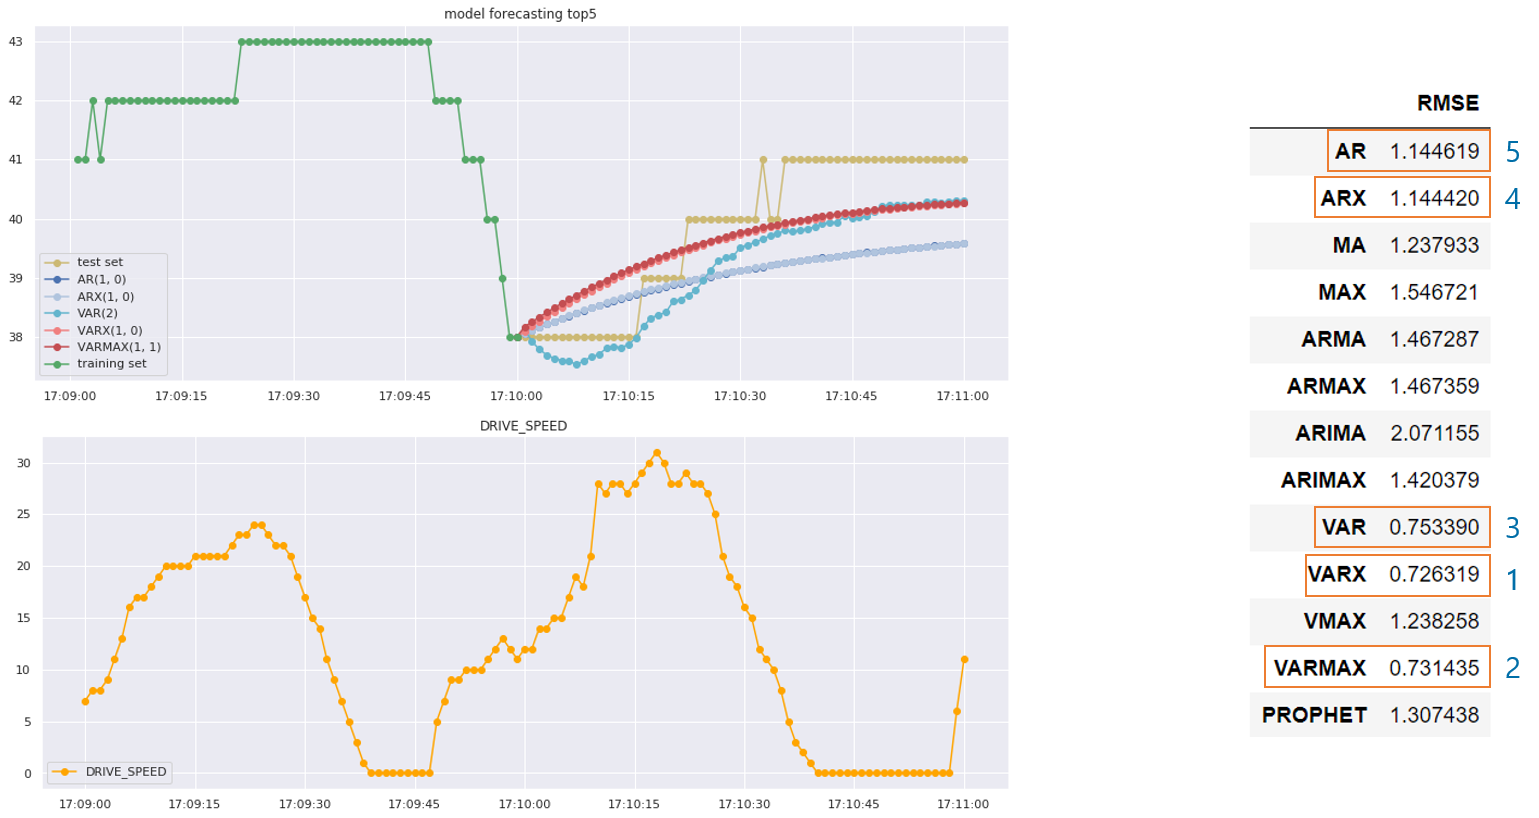 model forecasting top5
43
42
41
40
39
38
test set
AR(1, 0)
ARX(1, 0)
VAR(2)
VARX(1, 0)
VARMAX(1, 1)
training set
17:09:00 17:09:15 17:09:30 17:09:45 17:10:00 17:10:15 17:10:30 17:10:45 17:11:00
DRIVE_SPEED
30
25
20
15
10
5
0
DRIVE_SPEED
17:09:00 17:09:15 17:09:30 17:09:45 17:10:00 17:10:15 17:10:30 17:10:45 17:11:00
RMSE
AR 1.144619 5
ARX 1.144420 4
MA 1.237933
MAX 1.546721
ARMA 1.467287
ARMAX 1.467359
ARIMA 2.071155
ARIMAX 1.420379
VAR 0.753390 3
VARX 0.726319 1
VMAX 1.238258
VARMAX 0.731435 2
PROPHET 1.307438